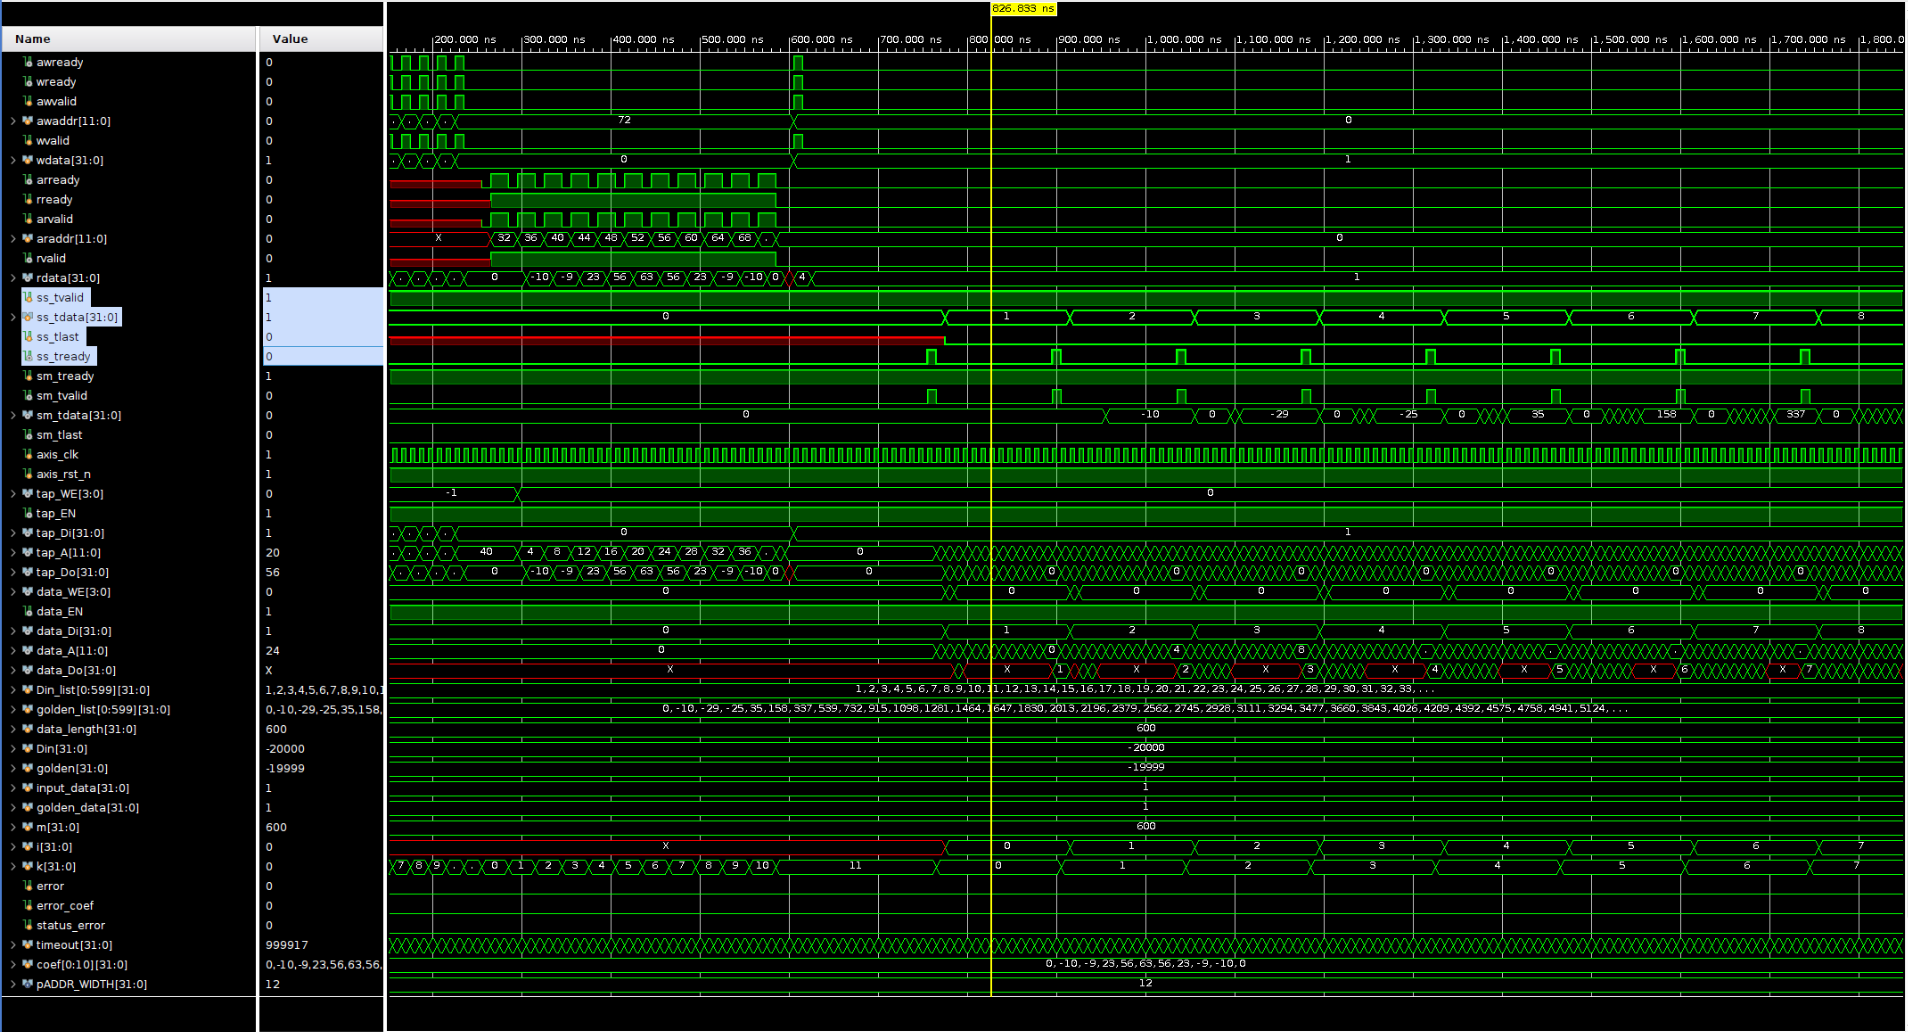 826.833 ns
Name Value
200.000 ns 300.000 ns 400.000 ns 500.000 ns 600.000 ns 700.000 ns 800.000 ns 900.000 ns 1,000.000 ns 1,100.000 ns 1,200.000 ns 1,300.000 ns 1,400.000 ns 1,500.000 ns 1,600.000 ns 1,700.000 ns 1,800.0
awready 0
wready 0
awvalid 0
awaddr[11:0] 0 72 0
wvalid 0
wdata[31:0] 1 0 1
arready 0
rready 0
arvalid 0
araddr[11:0] 0 X 32 36 40 44 48 52 56 60 64 68 . 0
rvalid 0
rdata[31:0] 1 0 -10 -9 23 56 63 56 23 -9 -10 0 4 1
ss_tvalid 1
ss_tdata[31:0] 1 0 1 2 3 4 5 6 7 8
ss_tlast 0
ss_tready 0
sm_tready 1
sm_tvalid 0
sm_tdata[31:0] 0 0 -10 0 -29 0 -25 0 35 0 158 0 337 0
sm_tlast 0
axis_clk 1
axis_rst_n 1
tap_WE[3:0] 0 -1 0
tap_EN 1
tap_Di[31:0] 1 0 1
tap_A[11:0] 20 40 4 8 12 16 20 24 28 32 36 . 0
tap_Do[31:0] 56 0 -10 -9 23 56 63 56 23 -9 -10 0 0 0 0 0 0 0 0 0
data_WE[3:0] 0 0 0 0 0 0 0 0 0 0
data_EN 1
data_Di[31:0] 1 0 1 2 3 4 5 6 7 8
data_A[11:0] 24 0 0 4 8 . . . .
data_Do[31:0] X X X 1 X 2 X 3 X 4 X 5 X 6 X 7
Din_list[0:599][31:0] 1,2,3,4,5,6,7,8,9,10,1 1,2,3,4,5,6,7,8,9,10,11,12,13,14,15,16,17,18,19,20,21,22,23,24,25,26,27,28,29,30,31,32,33,...
golden_list[0:599][31:0] 0,-10,-29,-25,35,158, 0,-10,-29,-25,35,158,337,539,732,915,1098,1281,1464,1647,1830,2013,2196,2379,2562,2745,2928,3111,3294,3477,3660,3843,4026,4209,4392,4575,4758,4941,5124,...
data_length[31:0] 600 600
Din[31:0] -20000 -20000
golden[31:0] -19999 -19999
input_data[31:0] 1 1
golden_data[31:0] 1 1
m[31:0] 600 600
i[31:0] 0 X 0 1 2 3 4 5 6 7
k[31:0] 0 7 8 9 . . 0 1 2 3 4 5 6 7 8 9 10 11 0 1 2 3 4 5 6 7
error 0
error_coef 0
status_error 0
timeout[31:0] 999917
coef[0:10][31:0] 0,-10,-9,23,56,63,56, 0,-10,-9,23,56,63,56,23,-9,-10,0
pADDR_WIDTH[31:0] 12 12